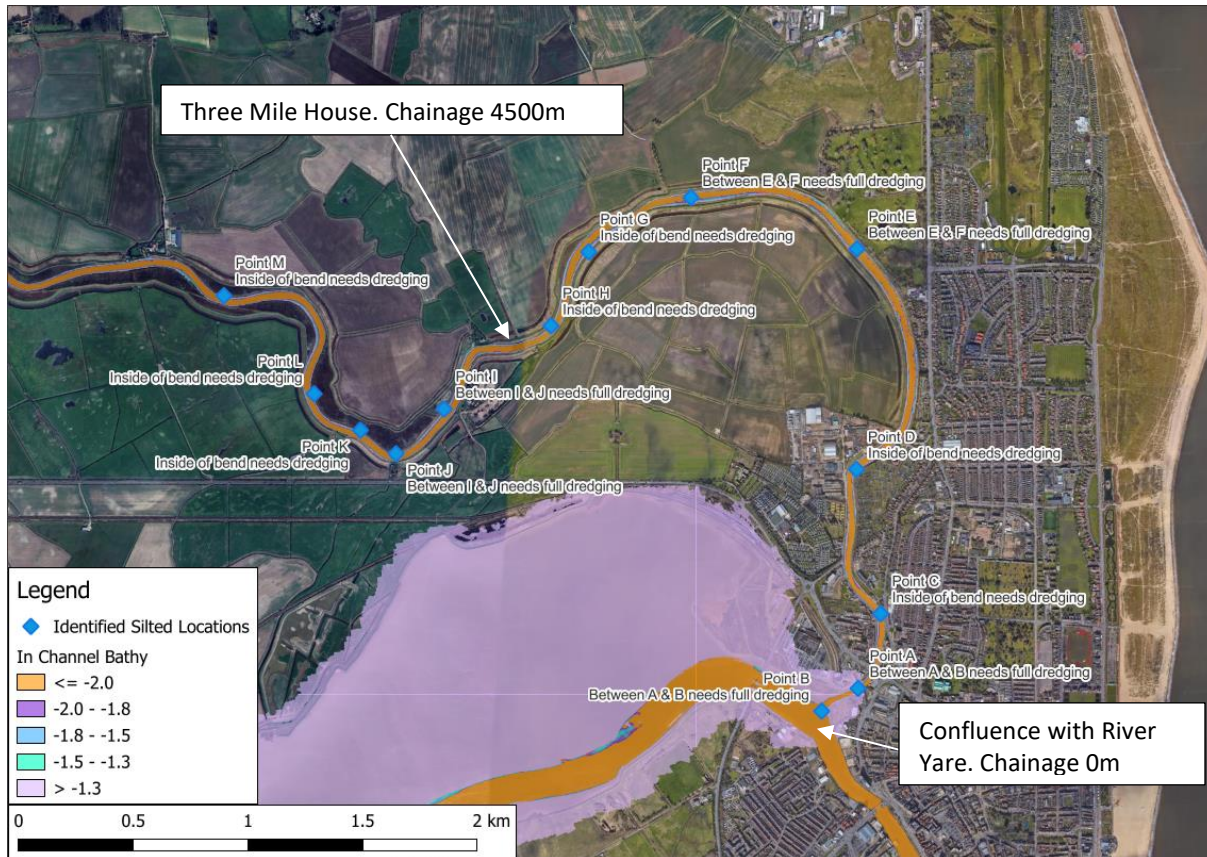 Three Mile House. Chainage 4500m
Point F
Between E & F needs full dredging
Point G
Inside of bend needs dredging
Point E
Between E & F needs full dredging
Point M
Inside of bend needs dredging
Point H
Inside of bend needs dredging
Point L
Inside of bend needs dredging
Point I
Between I & J needs full dredging
Point D
Inside of bend needs dredging
Point K
Inside of bend needs dredging
Point J
Between I & J needs full dredging
Point C
Inside of bend needs dredging
Point A
Between A & B needs full dredging
Point B
Between A & B needs full dredging
Confluence with River
Yare. Chainage 0m
Legend
Identified Silted Locations
In Channel Bathy
<= -2.0
-2.0 - -1.8
-1.8 - -1.5
-1.5 - -1.3
> -1.3
0 0.5 1 1.5 2 km